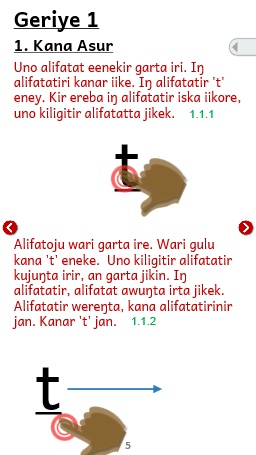 Geriye 1
1. Kana Asur
Uno alifatat eenekir garta iri. Iŋ
alifatatiri kanar iike. Iŋ alifatatir 't'
eney. Kir ereba iŋ alifatatir iska iikore,
uno kiligitir alifatatta jikek. 1.1.1
t
Alifatoju wari garta ire. Wari gulu
kana 't' eneke. Uno kiligitir alifatatir
kujuŋta irir, an garta jikin. Iŋ
alifatatir, alifatat awuŋta irta jikek.
Alifatatir wereŋta, kana alifatatirinir
jan. Kanar 't' jan. 1.1.2
t
5